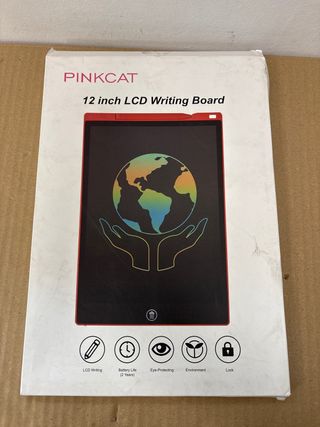 PINKCAT
12 inch LCD Writing Board
LCD Writing
Battery Life
(2 Years)
Eye-Protecting
Environment
Lock